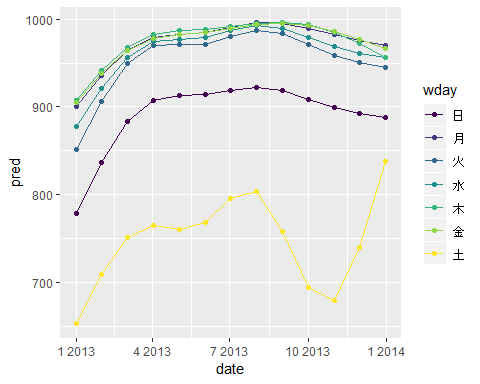 1000
900
800
700
pred
1 2013
4 2013
7 2013
10 2013
1 2014
date
wday
日
月
火
水
木
金
土